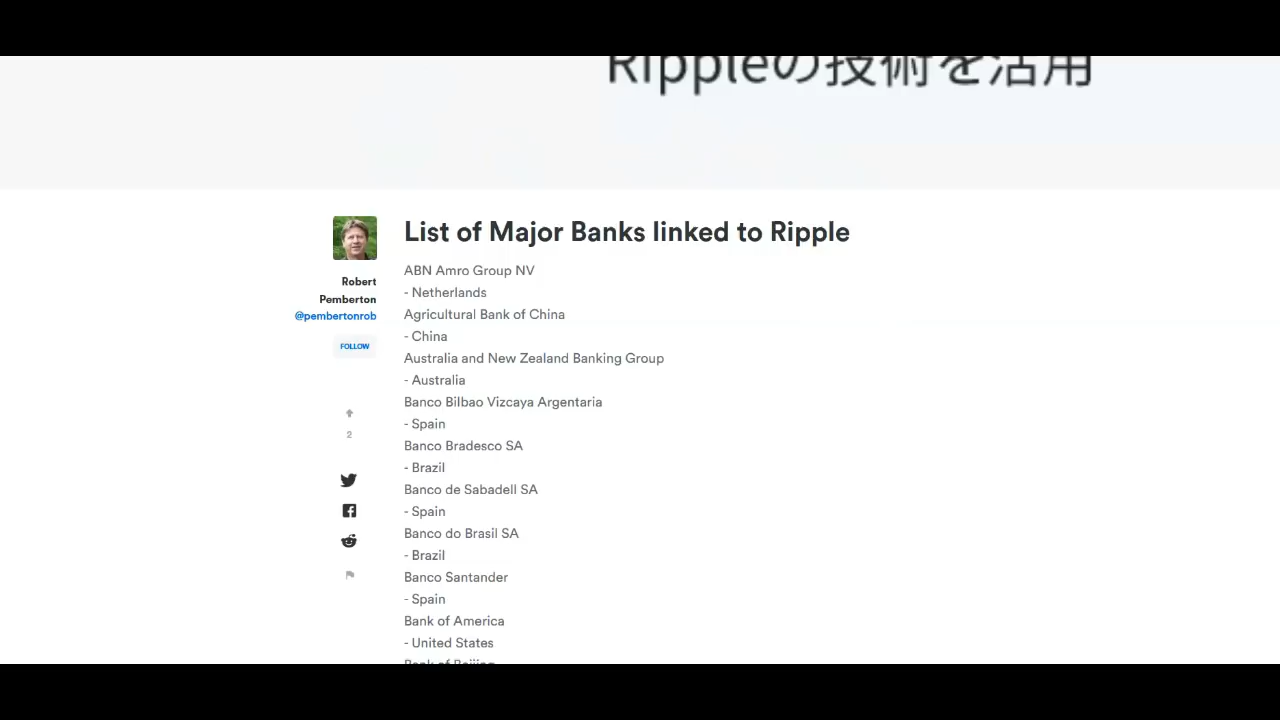 Rippleの技術を活用
List of Major Banks linked to Ripple
Robert
Pemberton
@pembertonrob
FOLLOW
2
ABN Amro Group NV
- Netherlands
Agricultural Bank of China
- China
Australia and New Zealand Banking Group
- Australia
Banco Bilbao Vizcaya Argentaria
- Spain
Banco Bradesco SA
- Brazil
Banco de Sabadell SA
- Spain
Banco do Brasil SA
- Brazil
Banco Santander
- Spain
Bank of America
- United States
Bank of Beijing